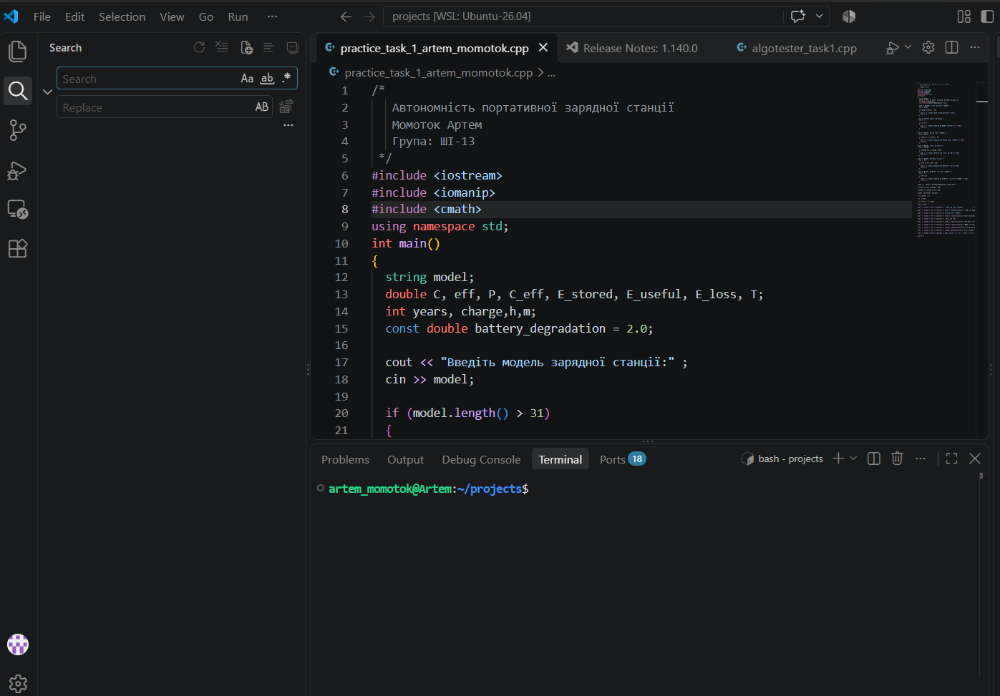 File Edit Selection View Go Run ···
projects [WSL: Ubuntu-26.04]
Search
Search Aa ab .*
Replace AB
practice_task_1_artem_momotok.cpp
Release Notes: 1.140.0
algotester_task1.cpp
practice_task_1_artem_momotok.cpp > ...
1 /*
2 Автономність портативної зарядної станції
3 Момоток Артем
4 Група: ШІ-13
5 */
6 #include <iostream>
7 #include <iomanip>
8 #include <cmath>
9 using namespace std;
10 int main()
11 {
12 string model;
13 double C, eff, P, C_eff, E_stored, E_useful, E_loss, T;
14 int years, charge,h,m;
15 const double battery_degradation = 2.0;
16
17 cout << "Введіть модель зарядної станції:" ;
18 cin >> model;
19
20 if (model.length() > 31)
21 {
Problems Output Debug Console Terminal Ports 18
bash - projects
artem_momotok@Artem:~/projects$